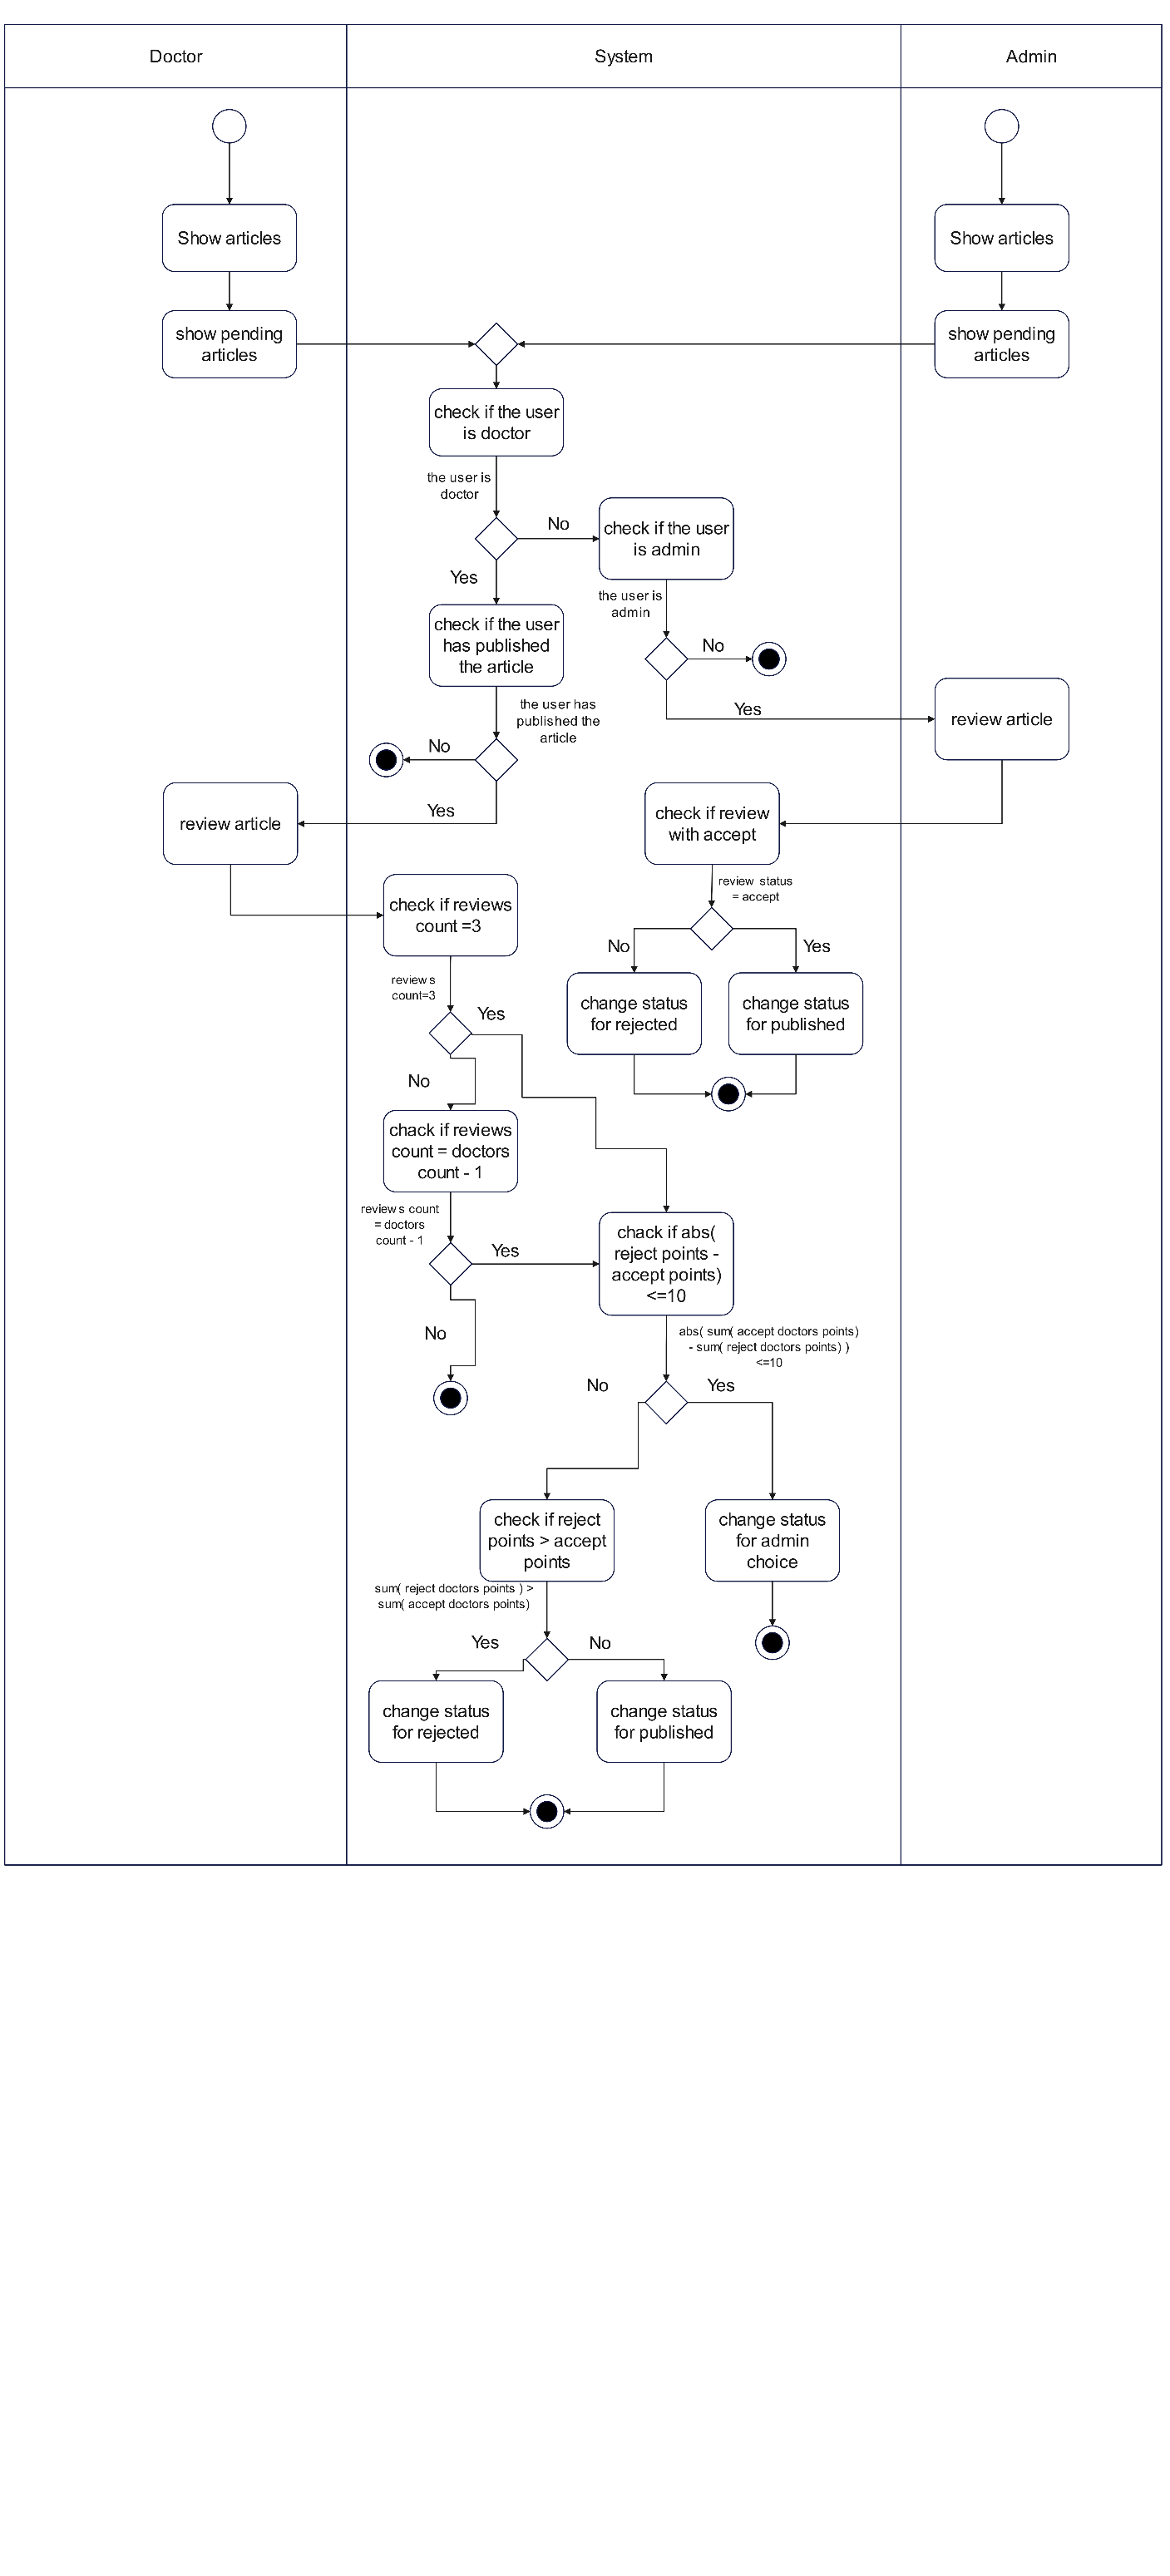 Doctor
System
Admin
Show articles
Show articles
show pending
articles
show pending
articles
check if the user
is doctor
the user is
doctor
No
check if the user
is admin
Yes
the user is
admin
check if the user
has published
the article
No
the user has
published the
article
Yes
review article
No
Yes
review article
check if review
with accept
review status
= accept
check if reviews
count =3
No
Yes
reviews
count=3
Yes
change status
for rejected
change status
for published
No
chack if reviews
count = doctors
count - 1
reviews count
= doctors
count - 1
Yes
chack if abs(
reject points -
accept points)
<=10
No
abs( sum( accept doctors points)
- sum( reject doctors points) )
<=10
No
Yes
check if reject
points > accept
points
change status
for admin
choice
sum( reject doctors points ) >
sum( accept doctors points)
Yes
No
change status
for rejected
change status
for published